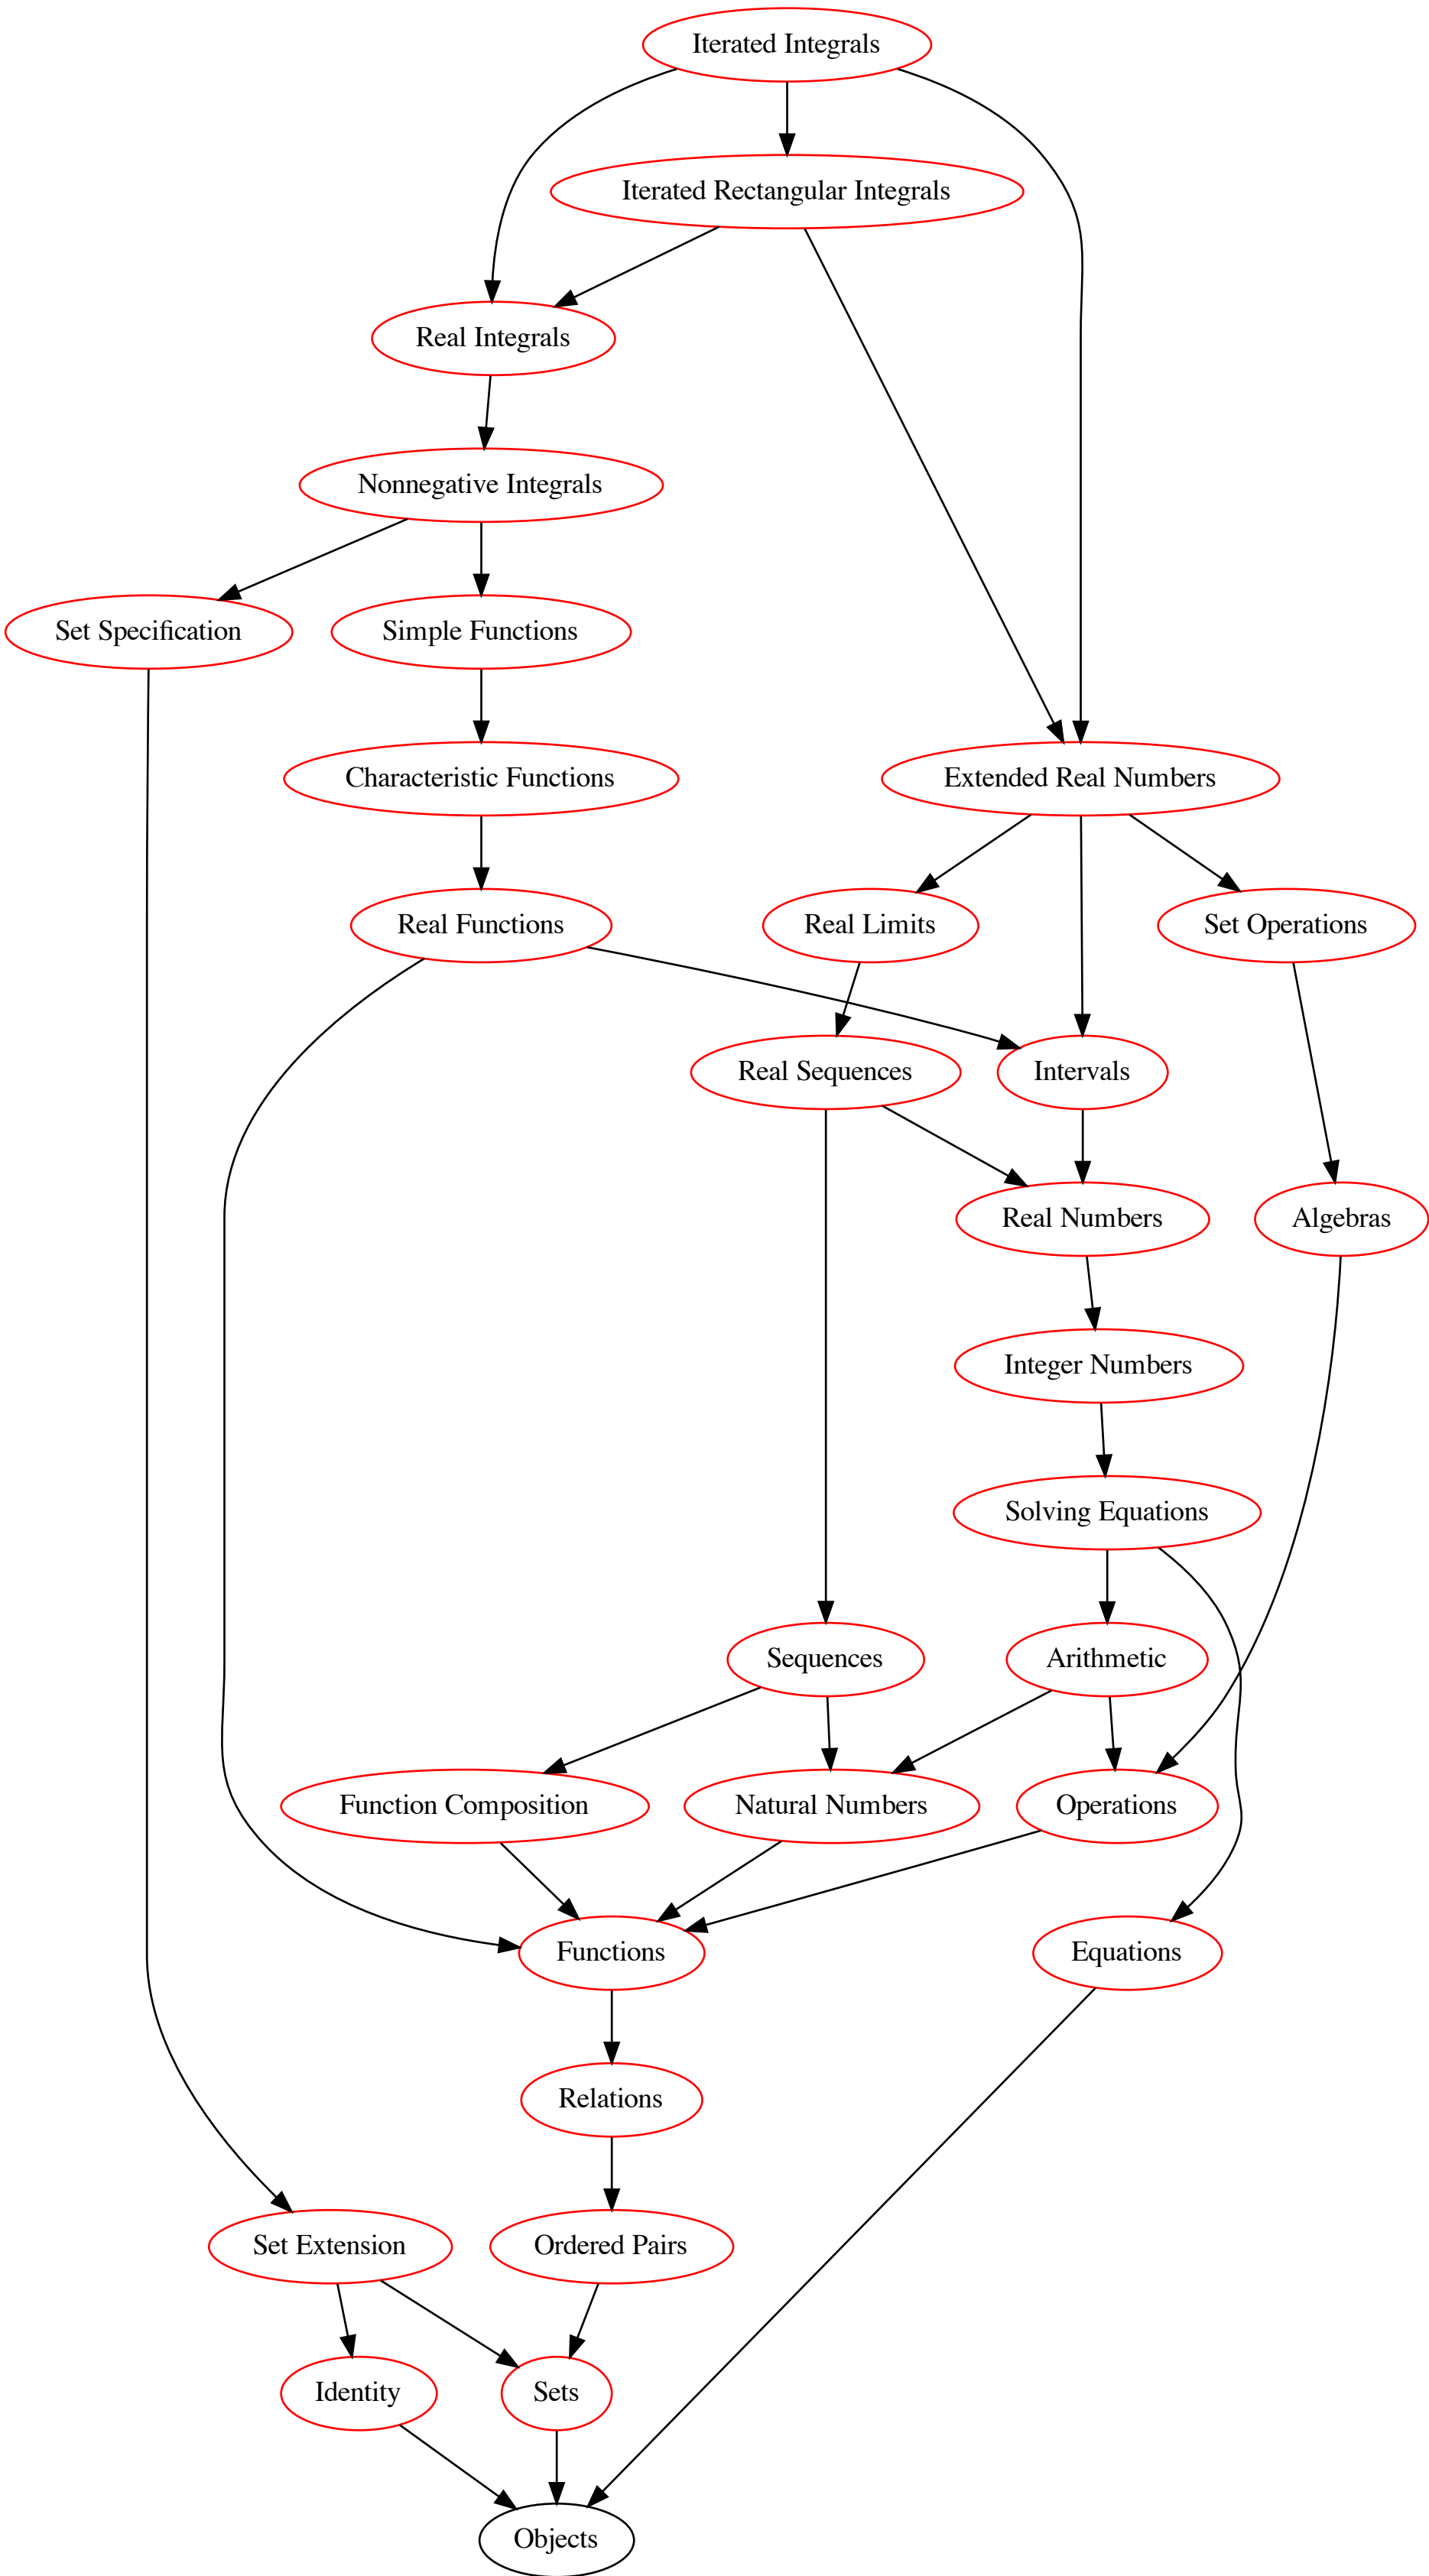 Iterated Integrals
Iterated Rectangular Integrals
Real Integrals
Nonnegative Integrals
Set Specification
Simple Functions
Characteristic Functions
Extended Real Numbers
Real Functions
Real Limits
Set Operations
Real Sequences
Intervals
Real Numbers
Algebras
Integer Numbers
Solving Equations
Sequences
Arithmetic
Function Composition
Natural Numbers
Operations
Functions
Equations
Relations
Set Extension
Ordered Pairs
Identity
Sets
Objects